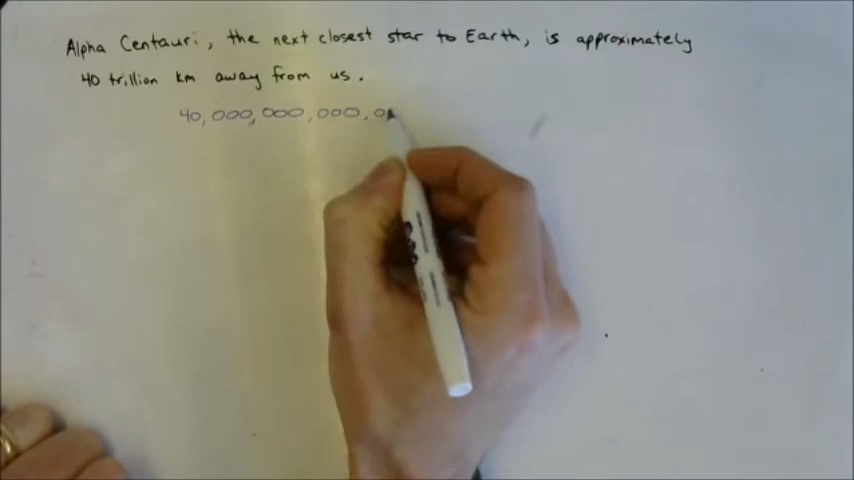 Alpha Centauri, the next closest star to Earth, is approximately
40 trillion km away from us.
40,000,000,000,0